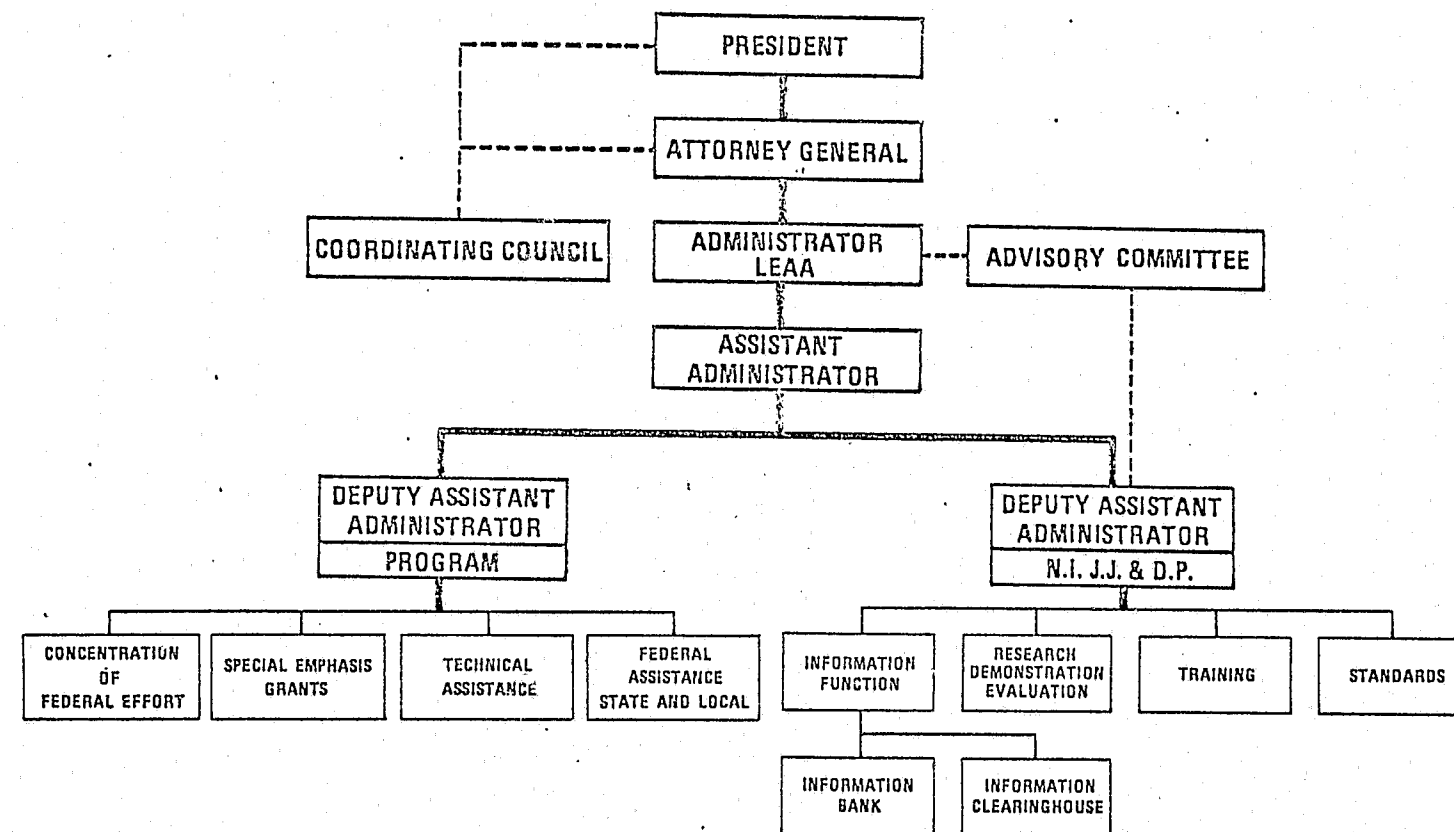 PRESIDENT
ATTORNEY GENERAL
COORDINATING COUNCIL
ADMINISTRATOR
LEAA
ADVISORY COMMITTEE
ASSISTANT
ADMINISTRATOR
DEPUTY ASSISTANT
ADMINISTRATOR
PROGRAM
DEPUTY ASSISTANT
ADMINISTRATOR
N.I. J.J. & D.P.
CONCENTRATION
OF
FEDERAL EFFORT
SPECIAL EMPHASIS
GRANTS
TECHNICAL
ASSISTANCE
FEDERAL
ASSISTANCE
STATE AND LOCAL
INFORMATION
FUNCTION
RESEARCH
DEMONSTRATION
EVALUATION
TRAINING
STANDARDS
INFORMATION
BANK
INFORMATION
CLEARINGHOUSE